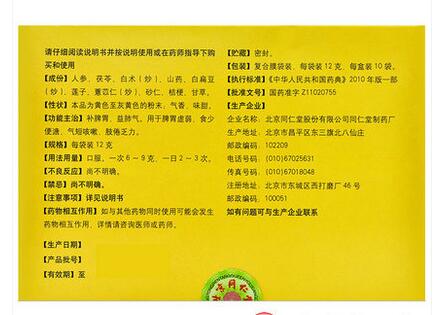 请仔细阅读说明书并按说明使用或在药师指导下购
买和使用
【成份】人参、茯苓、白术（炒）、山药、白扁豆
（炒）、莲子、薏苡仁（炒）、砂仁、桔梗、甘草。
【性状】本品为黄色至灰黄色的粉末；气香，味甜。
【功能主治】补脾胃，益肺气。用于脾胃虚弱，食少
便溏，气短咳嗽，肢倦乏力。
【规格】每袋装12克
【用法用量】口服。一次6～9克，一日2～3次。
【不良反应】尚不明确。
【禁忌】尚不明确。
【注意事项】详见说明书
【药物相互作用】如与其他药物同时使用可能会发生
药物相互作用，详情请咨询医师或药师。
【生产日期】
【产品批号】
【有效期】至
【贮藏】密封。
【包装】复合膜袋装，每袋装12克，每盒装10袋。
【执行标准】《中华人民共和国药典》2010年版一部
【批准文号】国药准字Z11020755
【生产企业】
企业名称：北京同仁堂股份有限公司同仁堂制药厂
生产地址：北京市昌平区东三旗北八仙庄
邮政编码：102209
电话号码：(010)67025631
传真号码：(010)67018048
注册地址：北京市东城区西打磨厂46号
邮政编码：100051
如有问题可与生产企业联系
京同仁